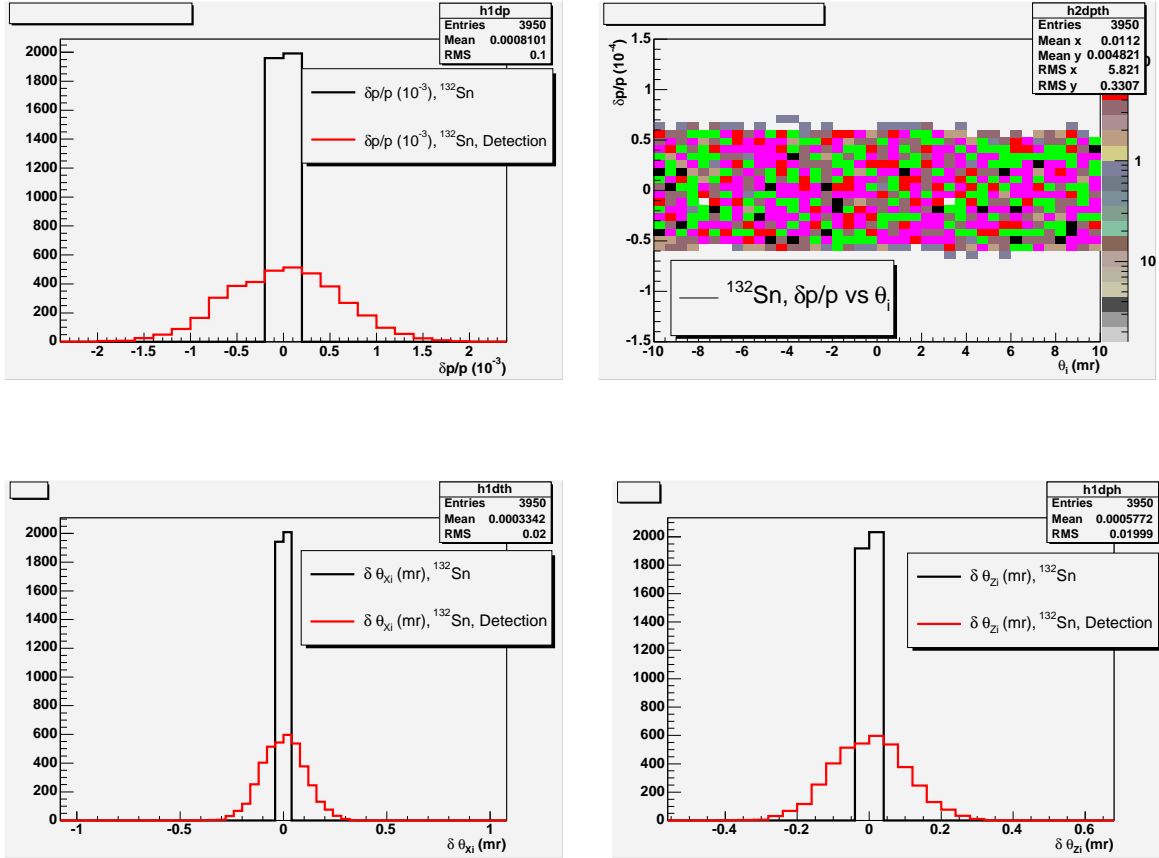 h1dp
Entries 3950
Mean 0.0008101
RMS 0.1
2000
1800
1600
1400
1200
1000
800
600
400
200
0
δp/p (10-3), 132Sn
δp/p (10-3), 132Sn, Detection
-2 -1.5 -1 -0.5 0 0.5 1 1.5 2
δp/p (10-3)
h2dpth
Entries 3950
Mean x 0.0112
Mean y 0.004821
RMS x 5.821
RMS y 0.3307
δp/p (10-4)
1.5
1
0.5
0
-0.5
-1
-1.5
1
10
132Sn, δp/p vs θi
-10 -8 -6 -4 -2 0 2 4 6 8 10
θi (mr)
h1dth
Entries 3950
Mean 0.0003342
RMS 0.02
2000
1800
1600
1400
1200
1000
800
600
400
200
0
δ θXi (mr), 132Sn
δ θXi (mr), 132Sn, Detection
-1 -0.5 0 0.5 1
δ θXi (mr)
h1dph
Entries 3950
Mean 0.0005772
RMS 0.01999
2000
1800
1600
1400
1200
1000
800
600
400
200
0
δ θZi (mr), 132Sn
δ θZi (mr), 132Sn, Detection
-0.4 -0.2 0 0.2 0.4 0.6
δ θZi (mr)